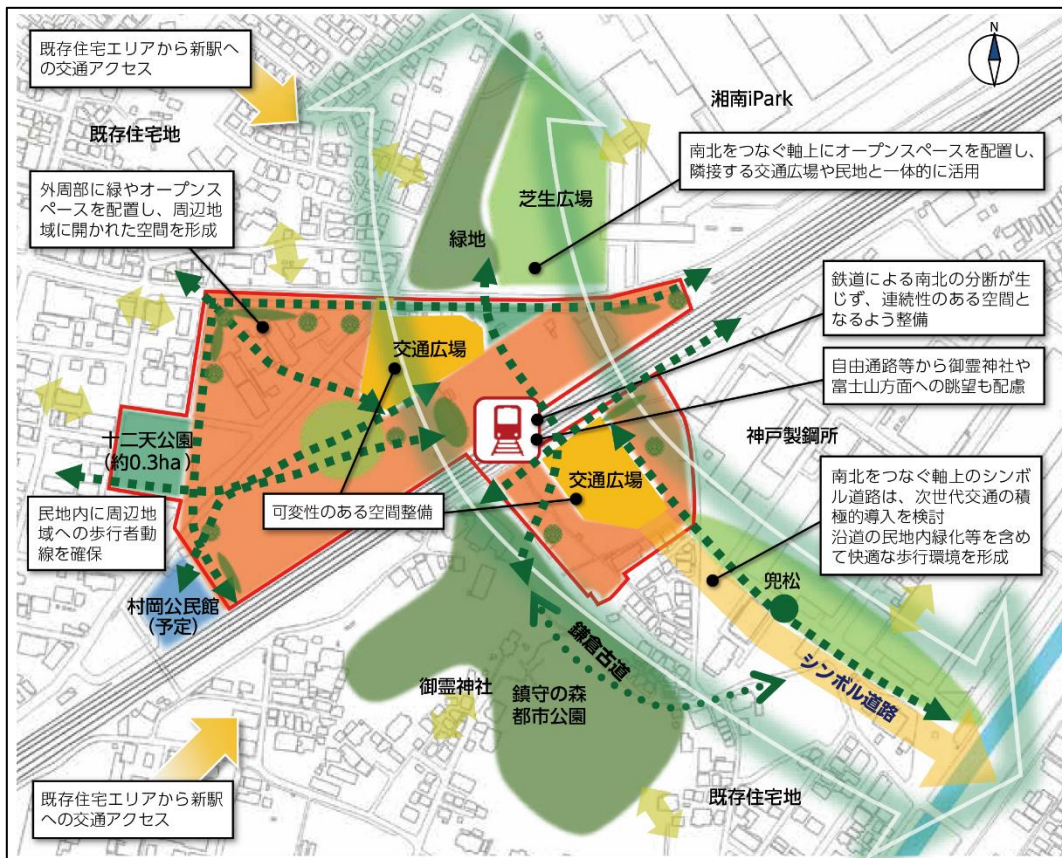 既存住宅エリアから新駅へ
の交通アクセス
N
湘南iPark
既存住宅地
南北をつなぐ軸上にオープンスペースを配置し、
隣接する交通広場や民地と一体的に活用
外周部に緑やオープンス
ペースを配置し、周辺地
域に開かれた空間を形成
芝生広場
緑地
鉄道による南北の分断が生
じず、連続性のある空間と
なるよう整備
交通広場
自由通路等から御霊神社や
富士山方面への眺望も配慮
十二天公園
(約0.3ha)
神戸製鋼所
交通広場
南北をつなぐ軸上のシンボ
ル道路は、次世代交通の積
極的導入を検討
沿道の民地内緑化等を含め
て快適な歩行環境を形成
民地内に周辺地
域への歩行者動
線を確保
可変性のある空間整備
兜松
村岡公民館
(予定)
鎌倉古道
シンボル道路
御霊神社
鎮守の森
都市公園
既存住宅エリアから新駅
への交通アクセス
既存住宅地